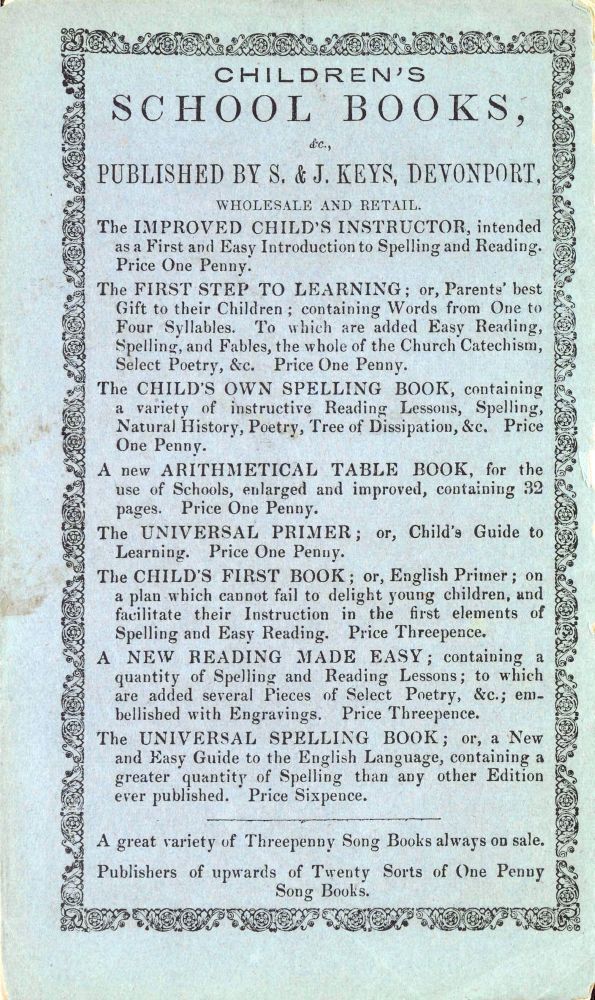 CHILDREN'S
SCHOOL BOOKS,
&c.,
PUBLISHED BY S. & J. KEYS, DEVONPORT.
WHOLESALE AND RETAIL.
The IMPROVED CHILD'S INSTRUCTOR, intended
as a First and Easy Introduction to Spelling and Reading.
Price One Penny.
The FIRST STEP TO LEARNING; or, Parents' best
Gift to their Children; containing Words from One to
Four Syllables. To which are added Easy Reading,
Spelling, and Fables, the whole of the Church Catechism,
Select Poetry, &c. Price One Penny.
The CHILD'S OWN SPELLING BOOK, containing
a variety of instructive Reading Lessons, Spelling,
Natural History, Poetry, Tree of Dissipation, &c. Price
One Penny.
A new ARITHMETICAL TABLE BOOK, for the
use of Schools, enlarged and improved, containing 32
pages. Price One Penny.
The UNIVERSAL PRIMER; or, Child's Guide to
Learning. Price One Penny.
The CHILD'S FIRST BOOK; or, English Primer; on
a plan which cannot fail to delight young children, and
facilitate their Instruction in the first elements of
Spelling and Easy Reading. Price Threepence.
A NEW READING MADE EASY; containing a
quantity of Spelling and Reading Lessons; to which
are added several Pieces of Select Poetry, &c.; em-
bellished with Engravings. Price Threepence.
The UNIVERSAL SPELLING BOOK; or, a New
and Easy Guide to the English Language, containing a
greater quantity of Spelling than any other Edition
ever published. Price Sixpence.
A great variety of Threepenny Song Books always on sale.
Publishers of upwards of Twenty Sorts of One Penny
Song Books.